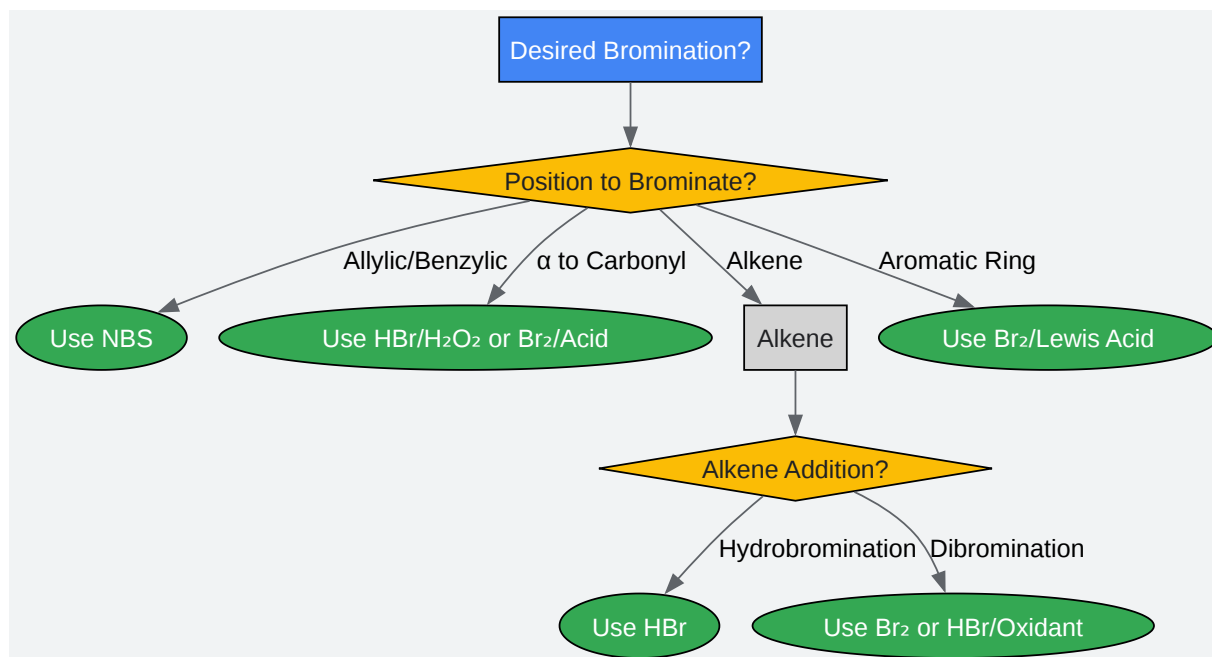 Desired Bromination?
Position to Brominate?
Allylic/Benzylic
α to Carbonyl
Alkene
Aromatic Ring
Use NBS
Use HBr/H₂O₂ or Br₂/Acid
Alkene
Use Br₂/Lewis Acid
Alkene Addition?
Hydrobromination
Dibromination
Use HBr
Use Br₂ or HBr/Oxidant